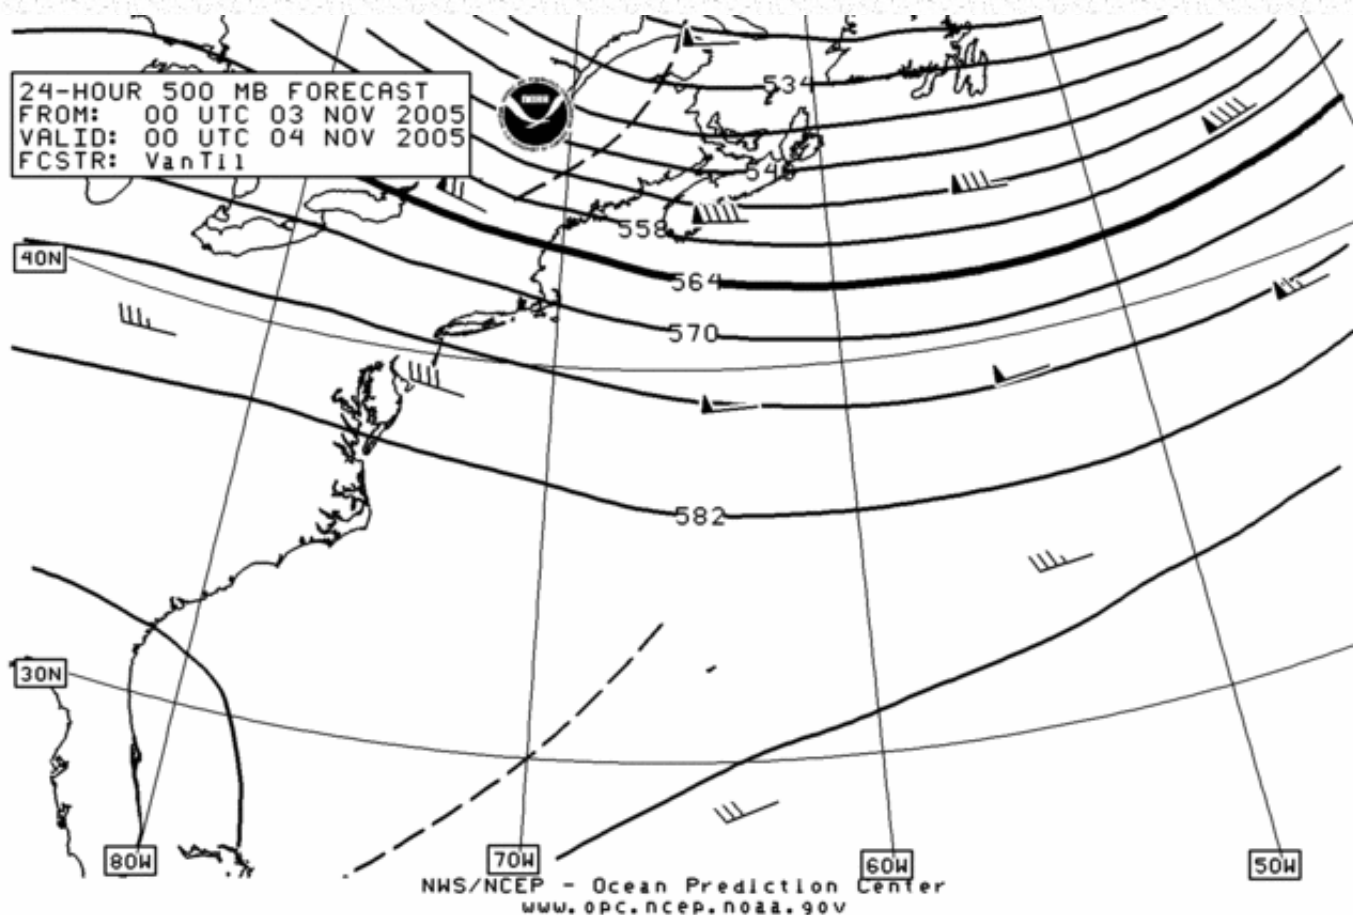 24-HOUR 500 MB FORECAST
FROM: 00 UTC 03 NOV 2005
VALID: 00 UTC 04 NOV 2005
FCSTR: VanTil
NOAA
534
546
558
40N
564
570
582
30N
80W
70W
60W
50W
NWS/NCEP - Ocean Prediction Center
www.opc.ncep.noaa.gov